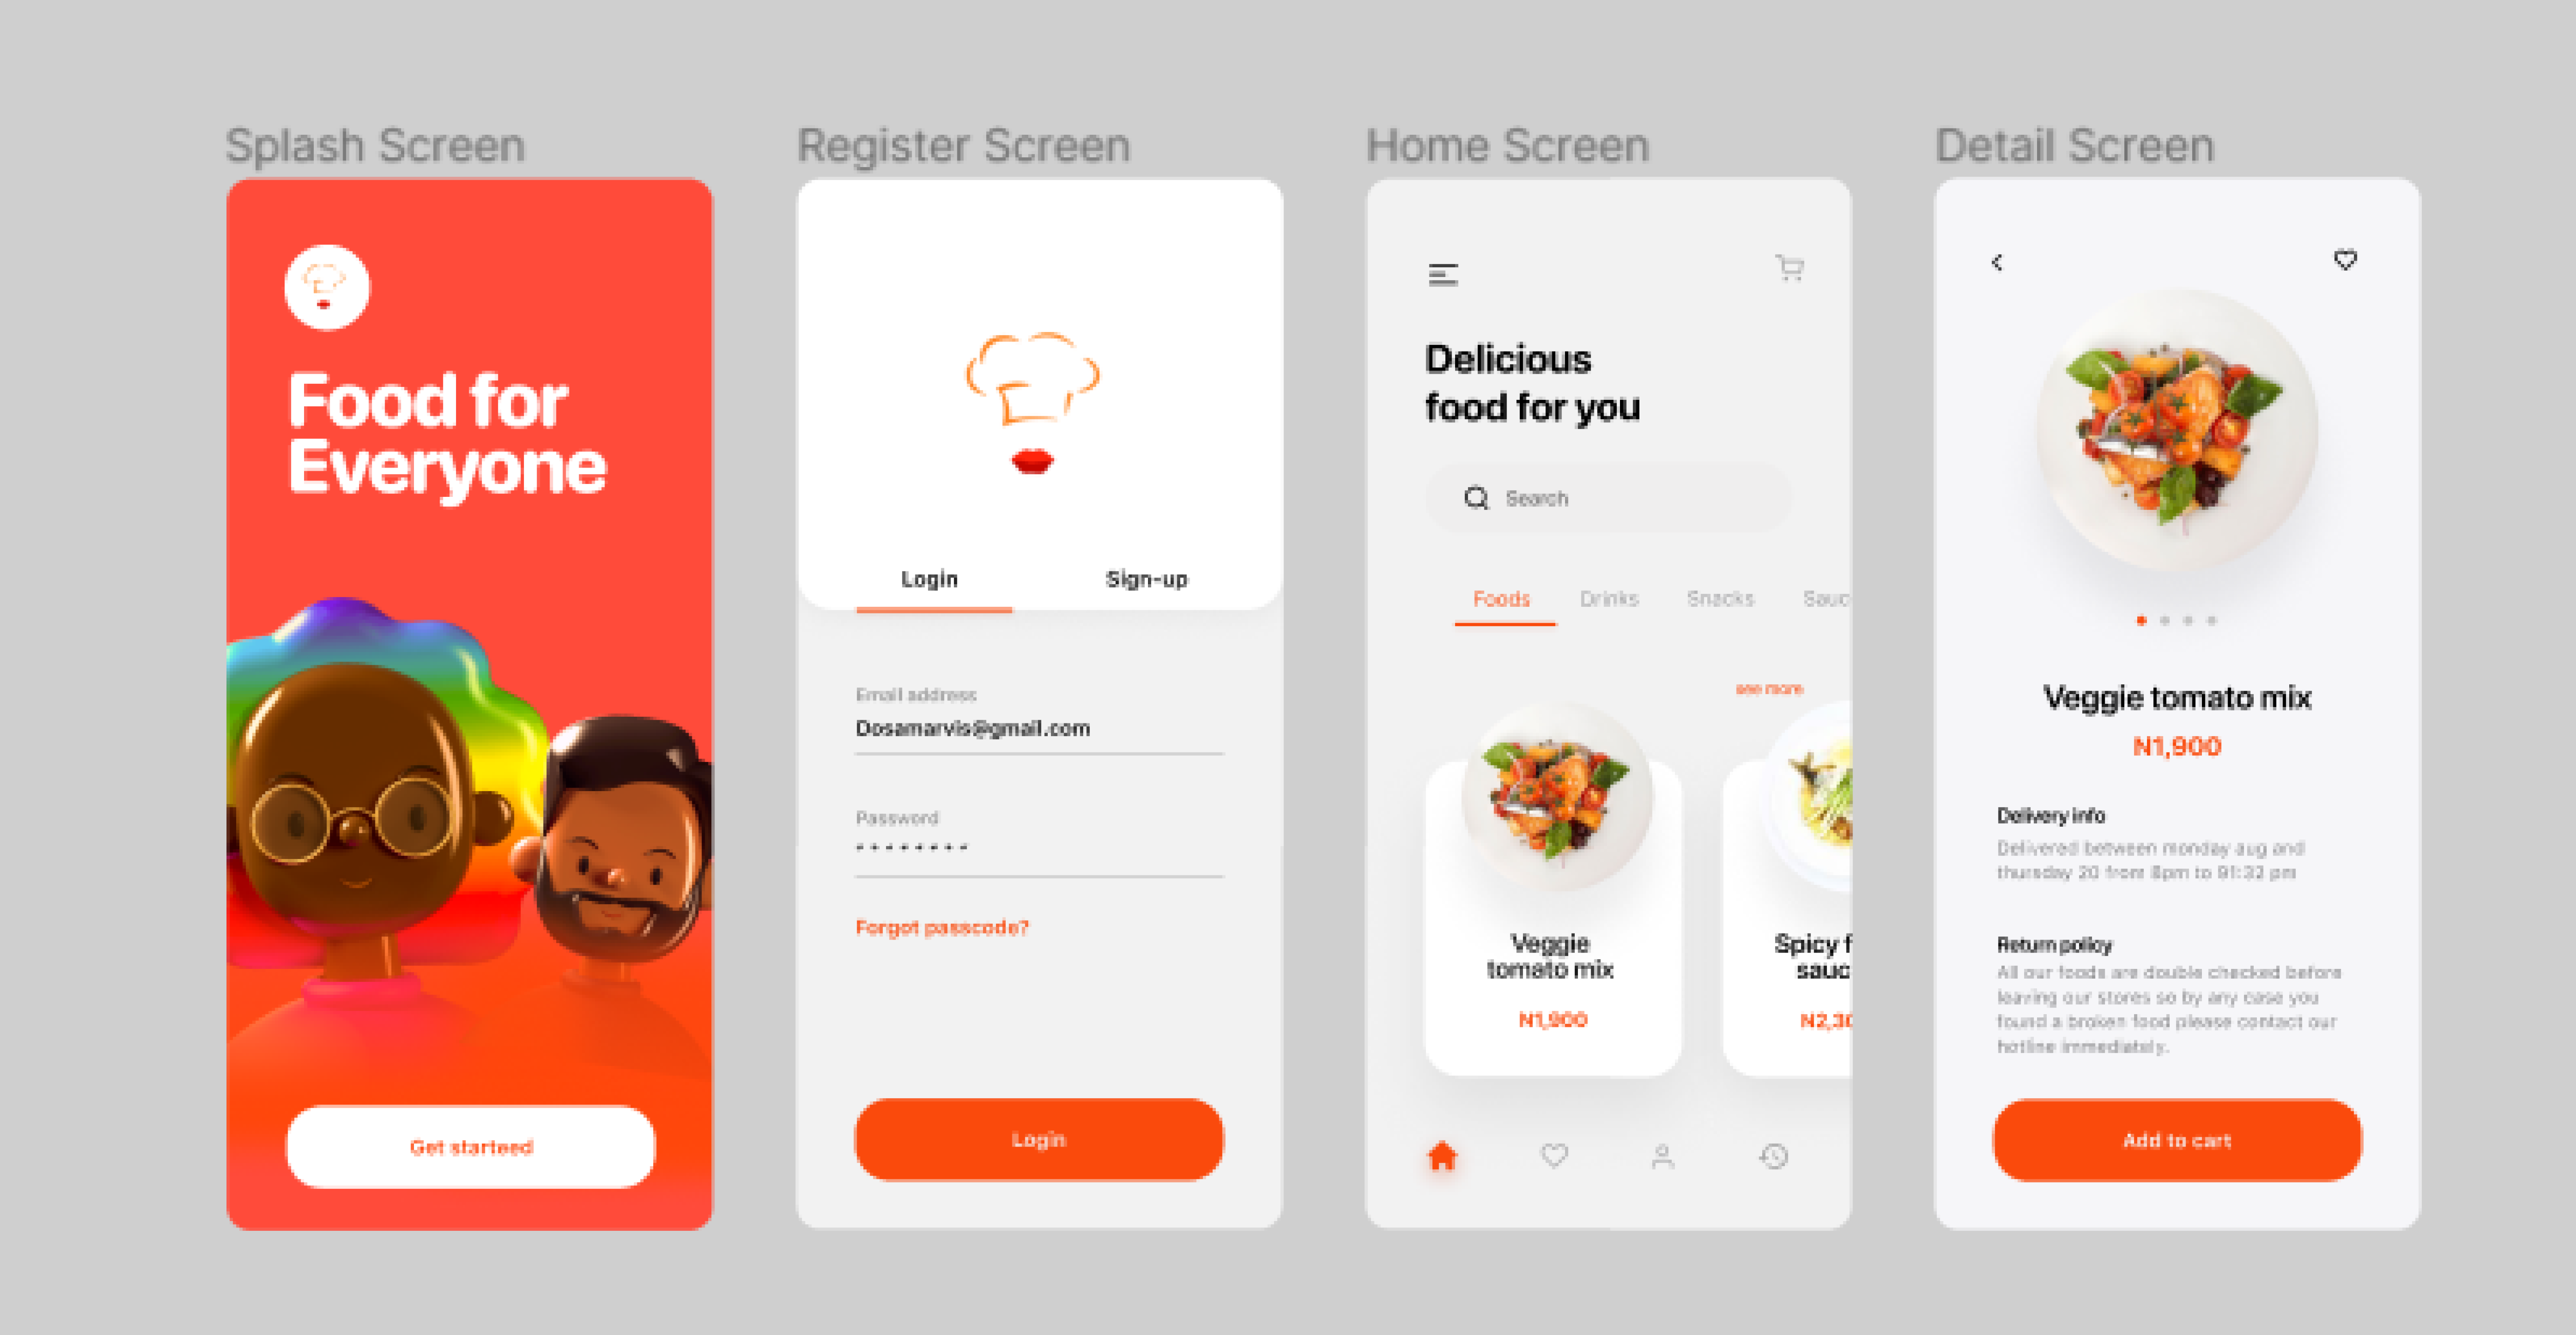 Splash Screen
Food for
Everyone
Get starteed
Register Screen
Login
Sign-up
Email address
Dosamarvis@gmail.com
Password
Forgot passcode?
Login
Home Screen
Delicious
food for you
Search
Foods Drinks Snacks Sauc
see more
Veggie
tomato mix
N1,900
Spicy f
sauc
N2,30
Detail Screen
Veggie tomato mix
N1,900
Delivery info
Delivered between monday aug and
thursday 20 from 8pm to 91:32 pm
Return policy
All our foods are double checked before
leaving our stores so by any case you
found a broken food please contact our
hotline immediately.
Add to cart